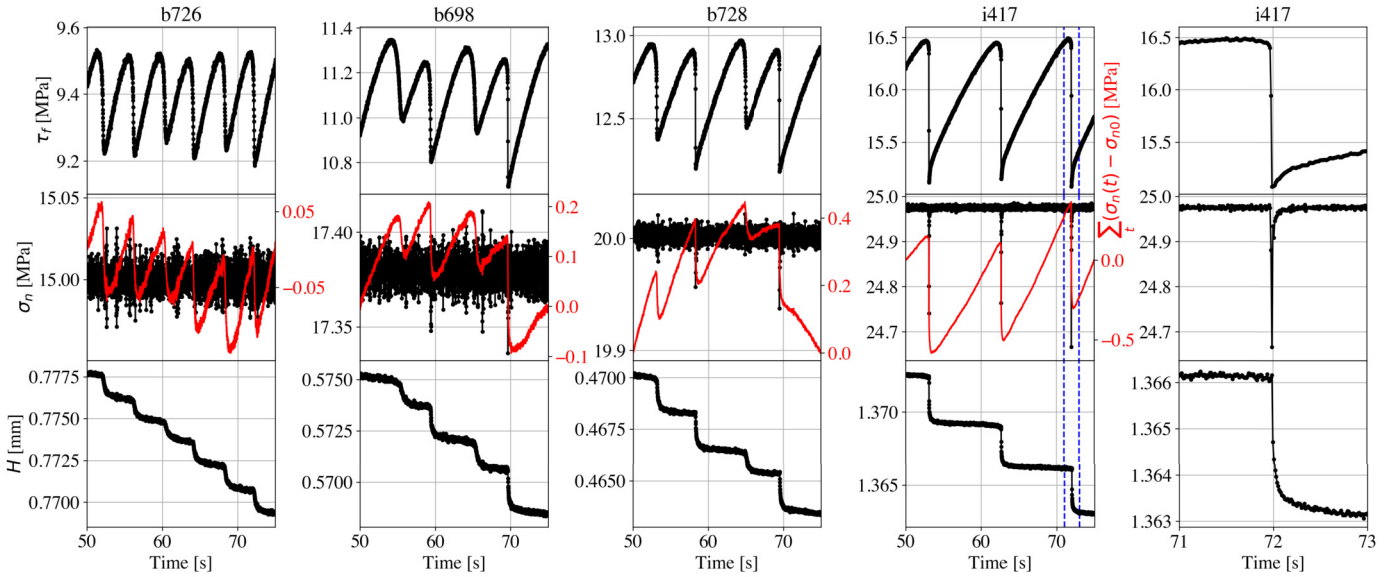 b726 b698 b728 i417 i417
9.6 11.4 13.0 16.5 16.5
9.4 11.2 12.5 16.0 16.0
9.2 11.0 15.5 15.5
10.8 25.0 25.0
τf [MPa]
15.05 0.05 17.40 0.2 20.0 0.4 24.9 0.0 24.9
15.00 −0.05 17.35 0.1 19.9 0.2 24.8 −0.5 24.8
0.0 0.0 24.7 24.7
−0.1
σn [MPa]
∑t(σn(t) − σn0) [MPa]
0.7775 0.5750 0.4700 1.370 1.366
0.7750 0.5725 0.4675 1.365 1.365
0.7725 0.5700 0.4650 1.364
0.7700 1.363
H [mm]
50 60 70 50 60 70 50 60 70 50 60 70 71 72 73
Time [s] Time [s] Time [s] Time [s] Time [s]